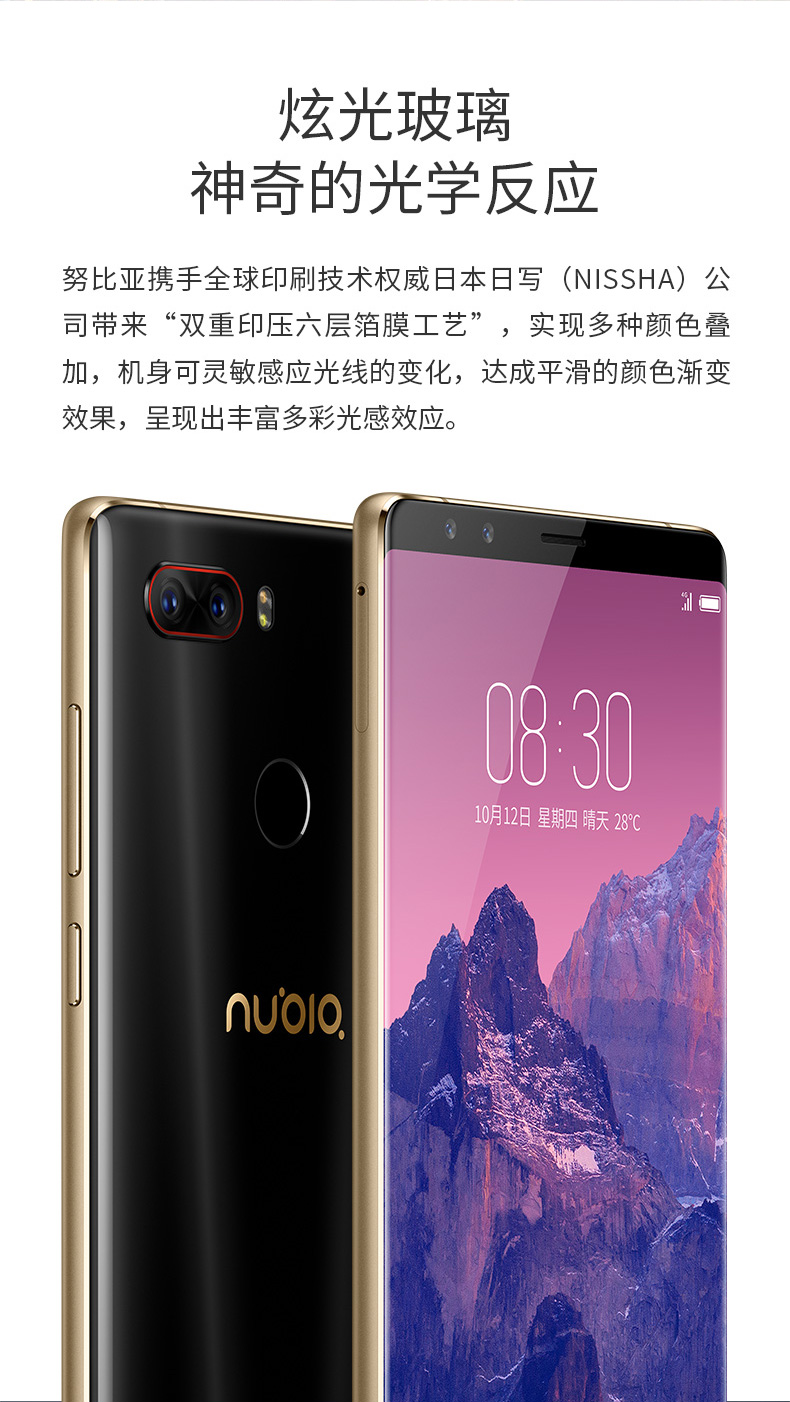 炫光玻璃
神奇的光学反应
努比亚携手全球印刷技术权威日本日写（NISSHA）公
司带来“双重印压六层箔膜工艺”，实现多种颜色叠
加，机身可灵敏感应光线的变化，达成平滑的颜色渐变
效果，呈现出丰富多彩光感效应。
4G
08:30
10月12日 星期四 晴天 28°C
nubia